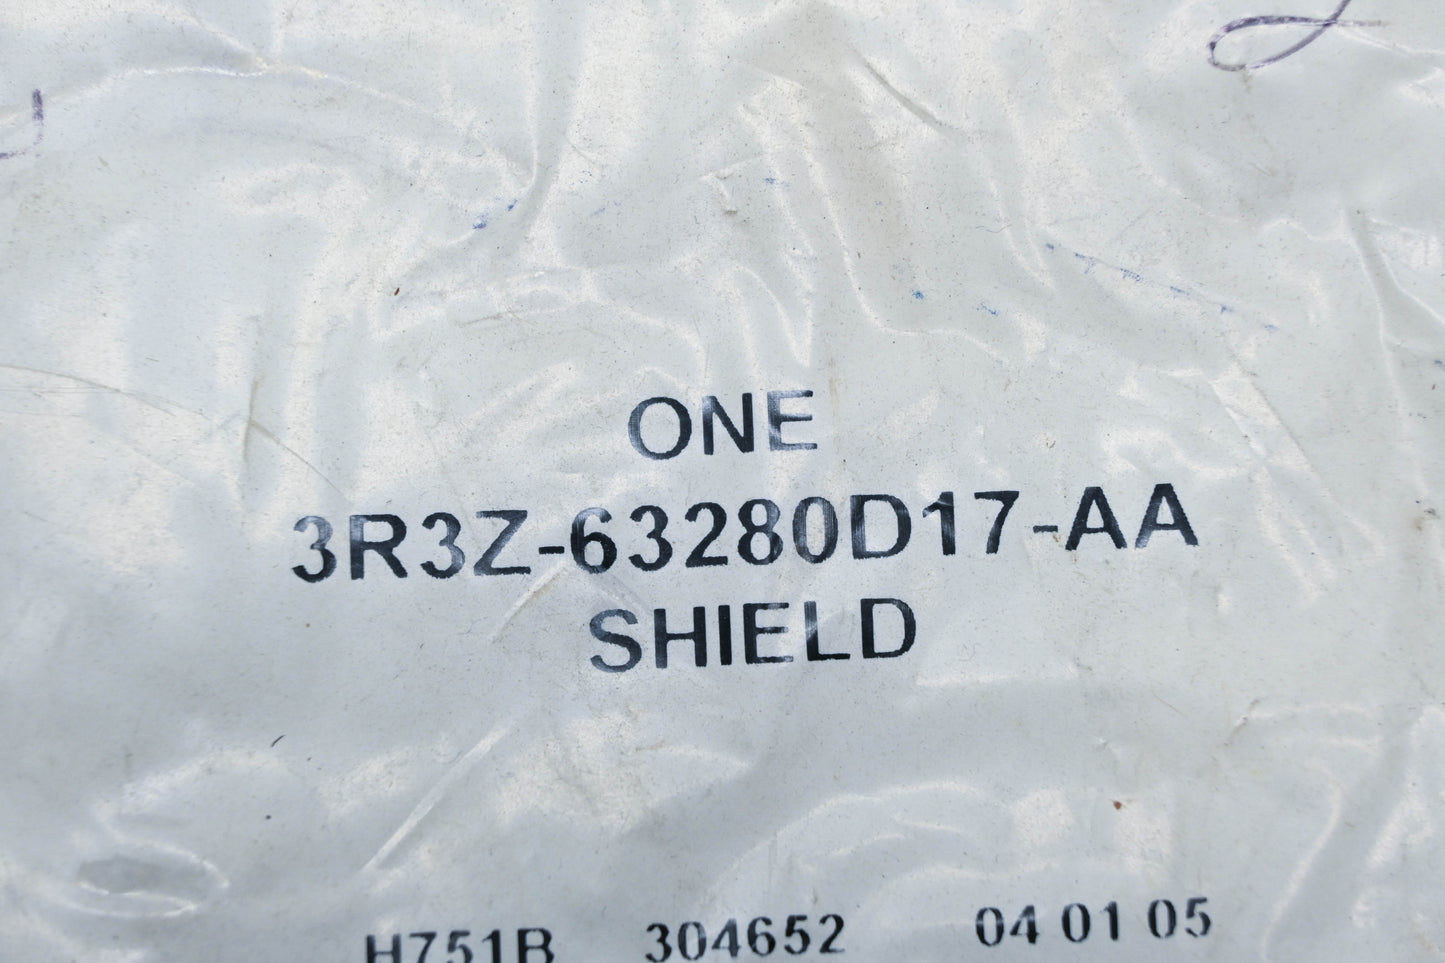 ONE
3R3Z-63280D17-AA
SHIELD
H751B 304652 04 01 05